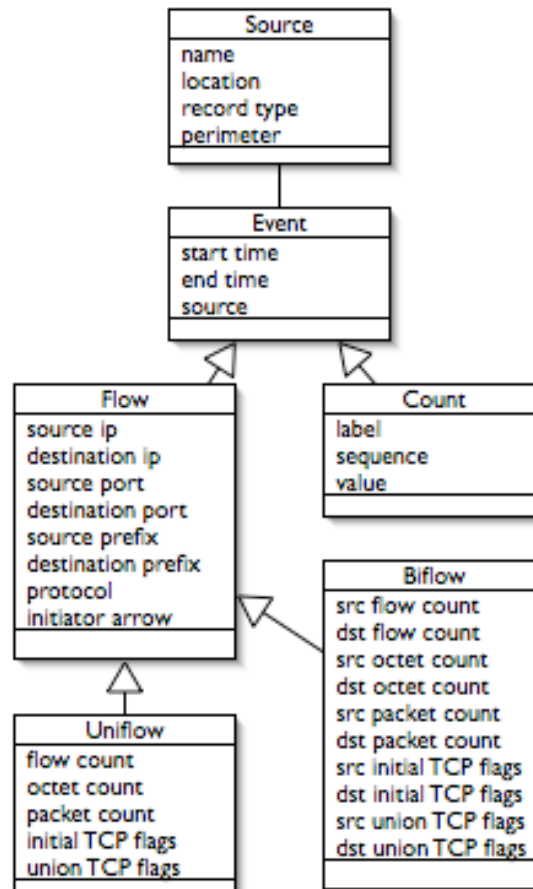 Source
name
location
record type
perimeter
Event
start time
end time
source
Flow
source ip
destination ip
source port
destination port
source prefix
destination prefix
protocol
initiator arrow
Count
label
sequence
value
Biflow
src flow count
dst flow count
src octet count
dst octet count
src packet count
dst packet count
src initial TCP flags
dst initial TCP flags
src union TCP flags
dst union TCP flags
Uniflow
flow count
octet count
packet count
initial TCP flags
union TCP flags